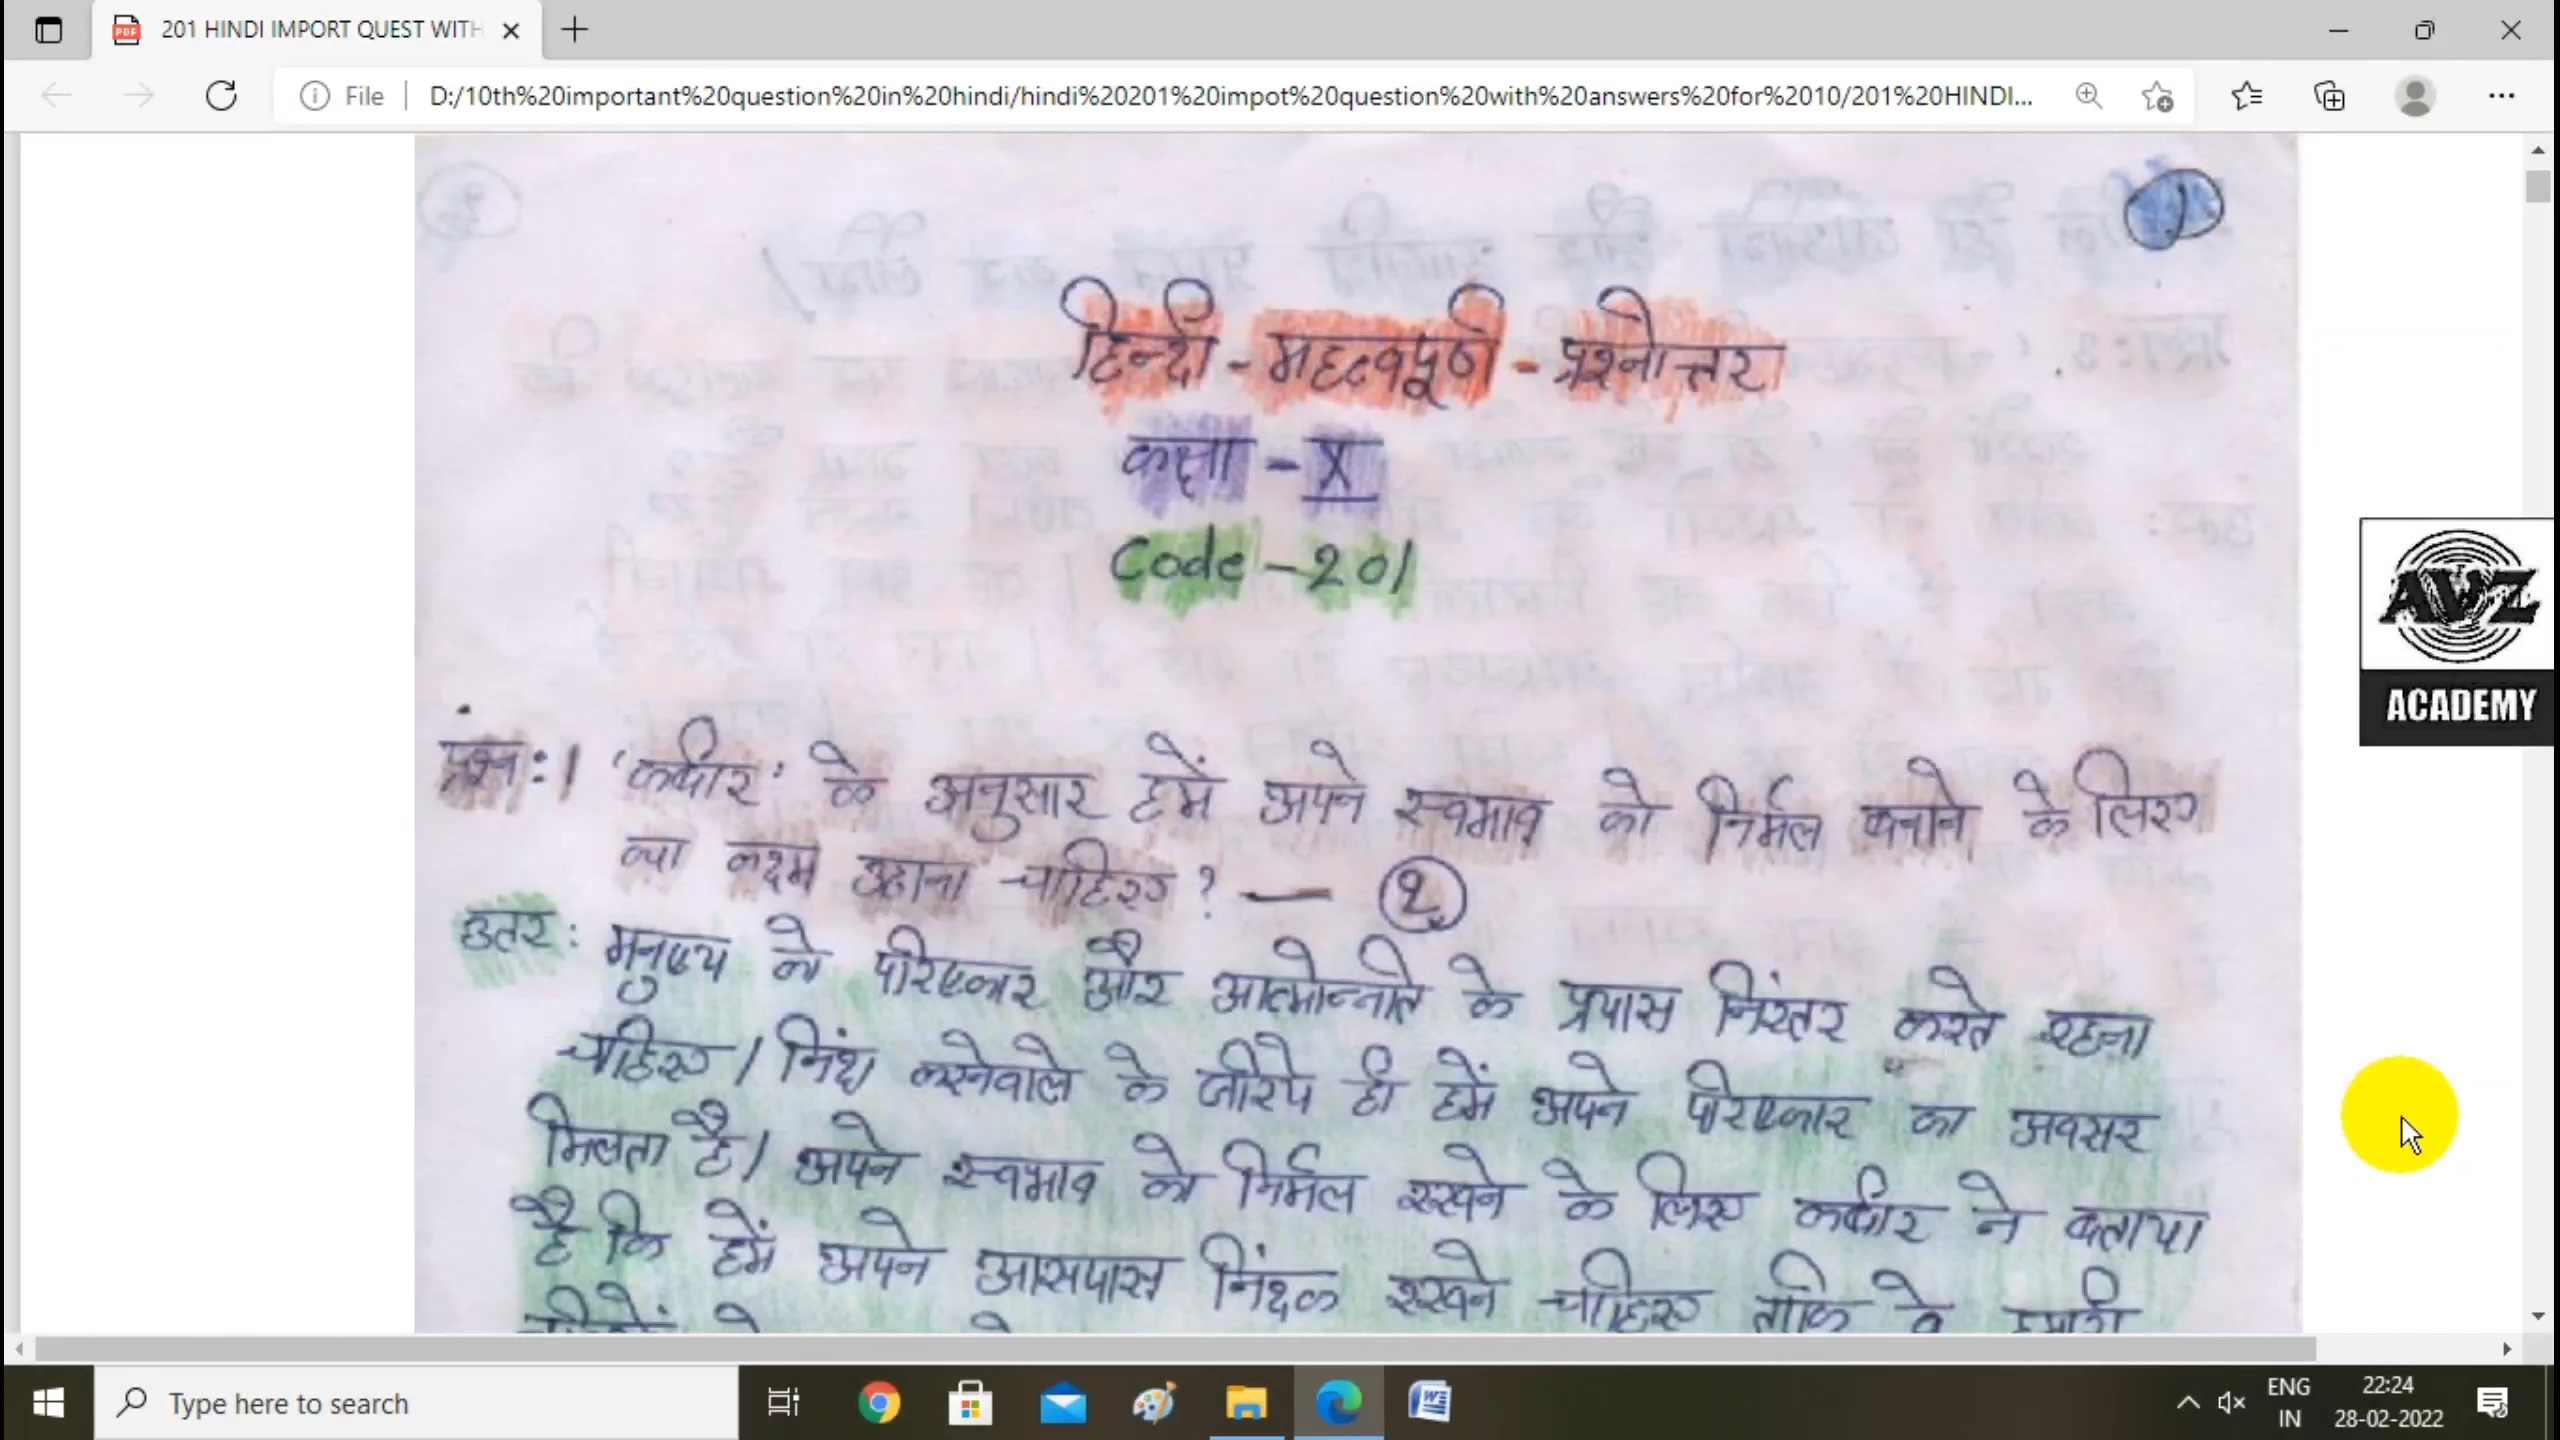 201 HINDI IMPORT QUEST WITH
File
D:/10th%20important%20question%20in%20hindi/hindi%20201%20impot%20question%20with%20answers%20for%2010/201%20HINDI...
हिन्दी - महत्वपूर्ण - प्रश्नोत्तर
कक्षा - X
Code - 201
AVZ
ACADEMY
प्रश्न: 1 'कबीर' के अनुसार हमें अपने स्वभाव को निर्मल बनाने के लिए
क्या कदम उठाना चाहिए? — 2
उतर: मनुष्य को परिष्कार और आत्मोन्नति के प्रयास निरंतर करते रहना
चाहिए। निंदा करनेवाले के जरिये ही हमें अपने परिष्कार का अवसर
मिलता है। अपने स्वभाव को निर्मल रखने के लिए कबीर ने बताया
है कि हमें अपने आसपास निंदक रखने चाहिए ताकि वे हमारी
Type here to search
ENG
IN
22:24
28-02-2022